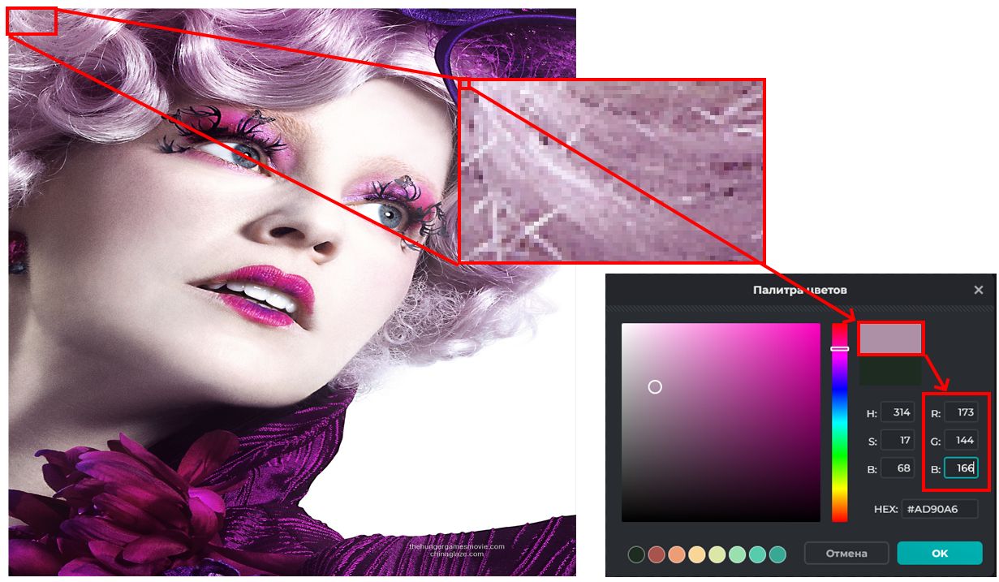 thehungergamesmovie.com
chinaglaze.com
Палитра цветов ×
H: 314 R: 173
S: 17 G: 144
B: 68 B: 166
HEX: #AD90A6
Отмена OK